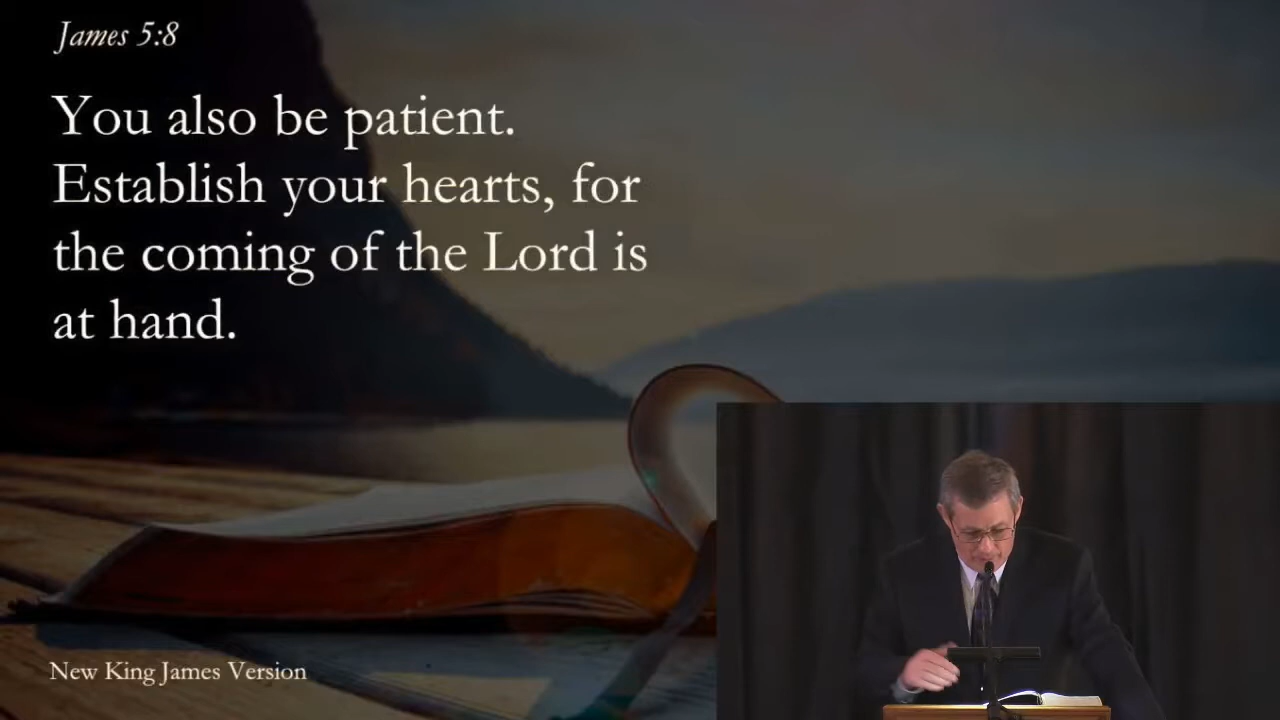 James 5:8
You also be patient.
Establish your hearts, for
the coming of the Lord is
at hand.
New King James Version